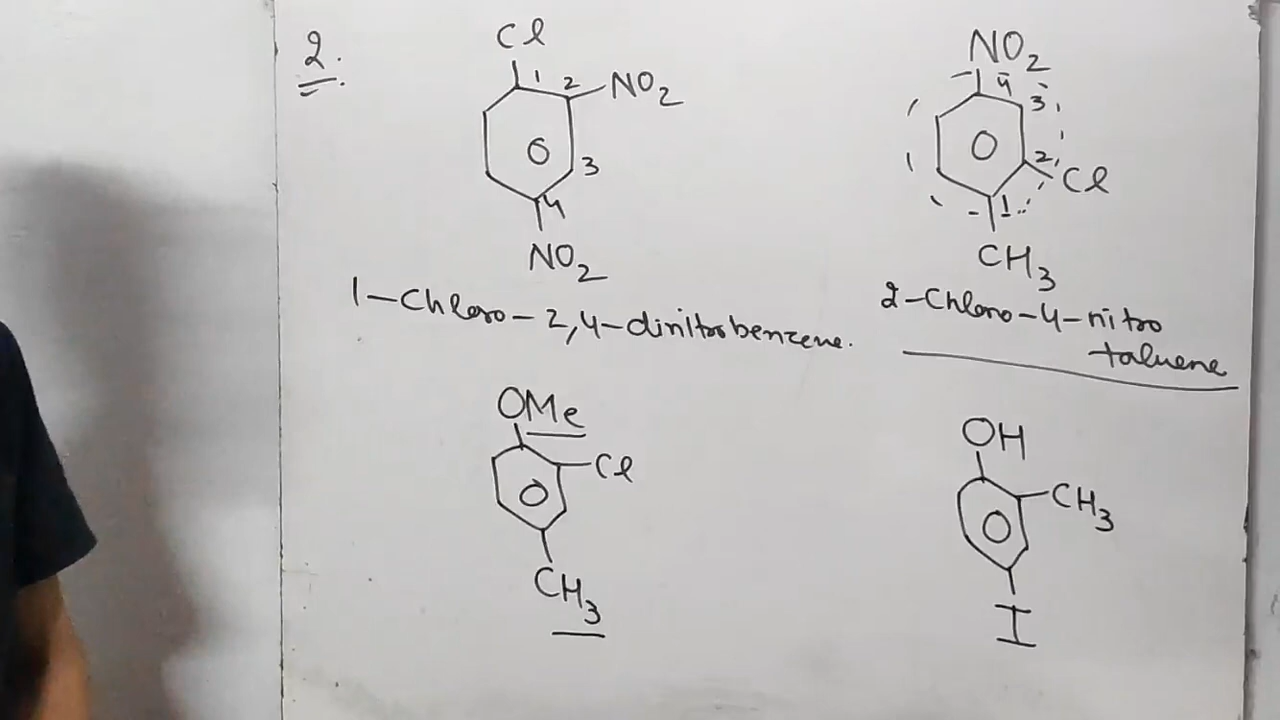 2.
Cl
1 2 NO2
3
4
NO2
1-Chloro-2,4-dinitrobenzene.
NO2
4
3
2 Cl
1
CH3
2-Chloro-4-nitro
taluene
OMe
Cl
CH3
OH
CH3
I